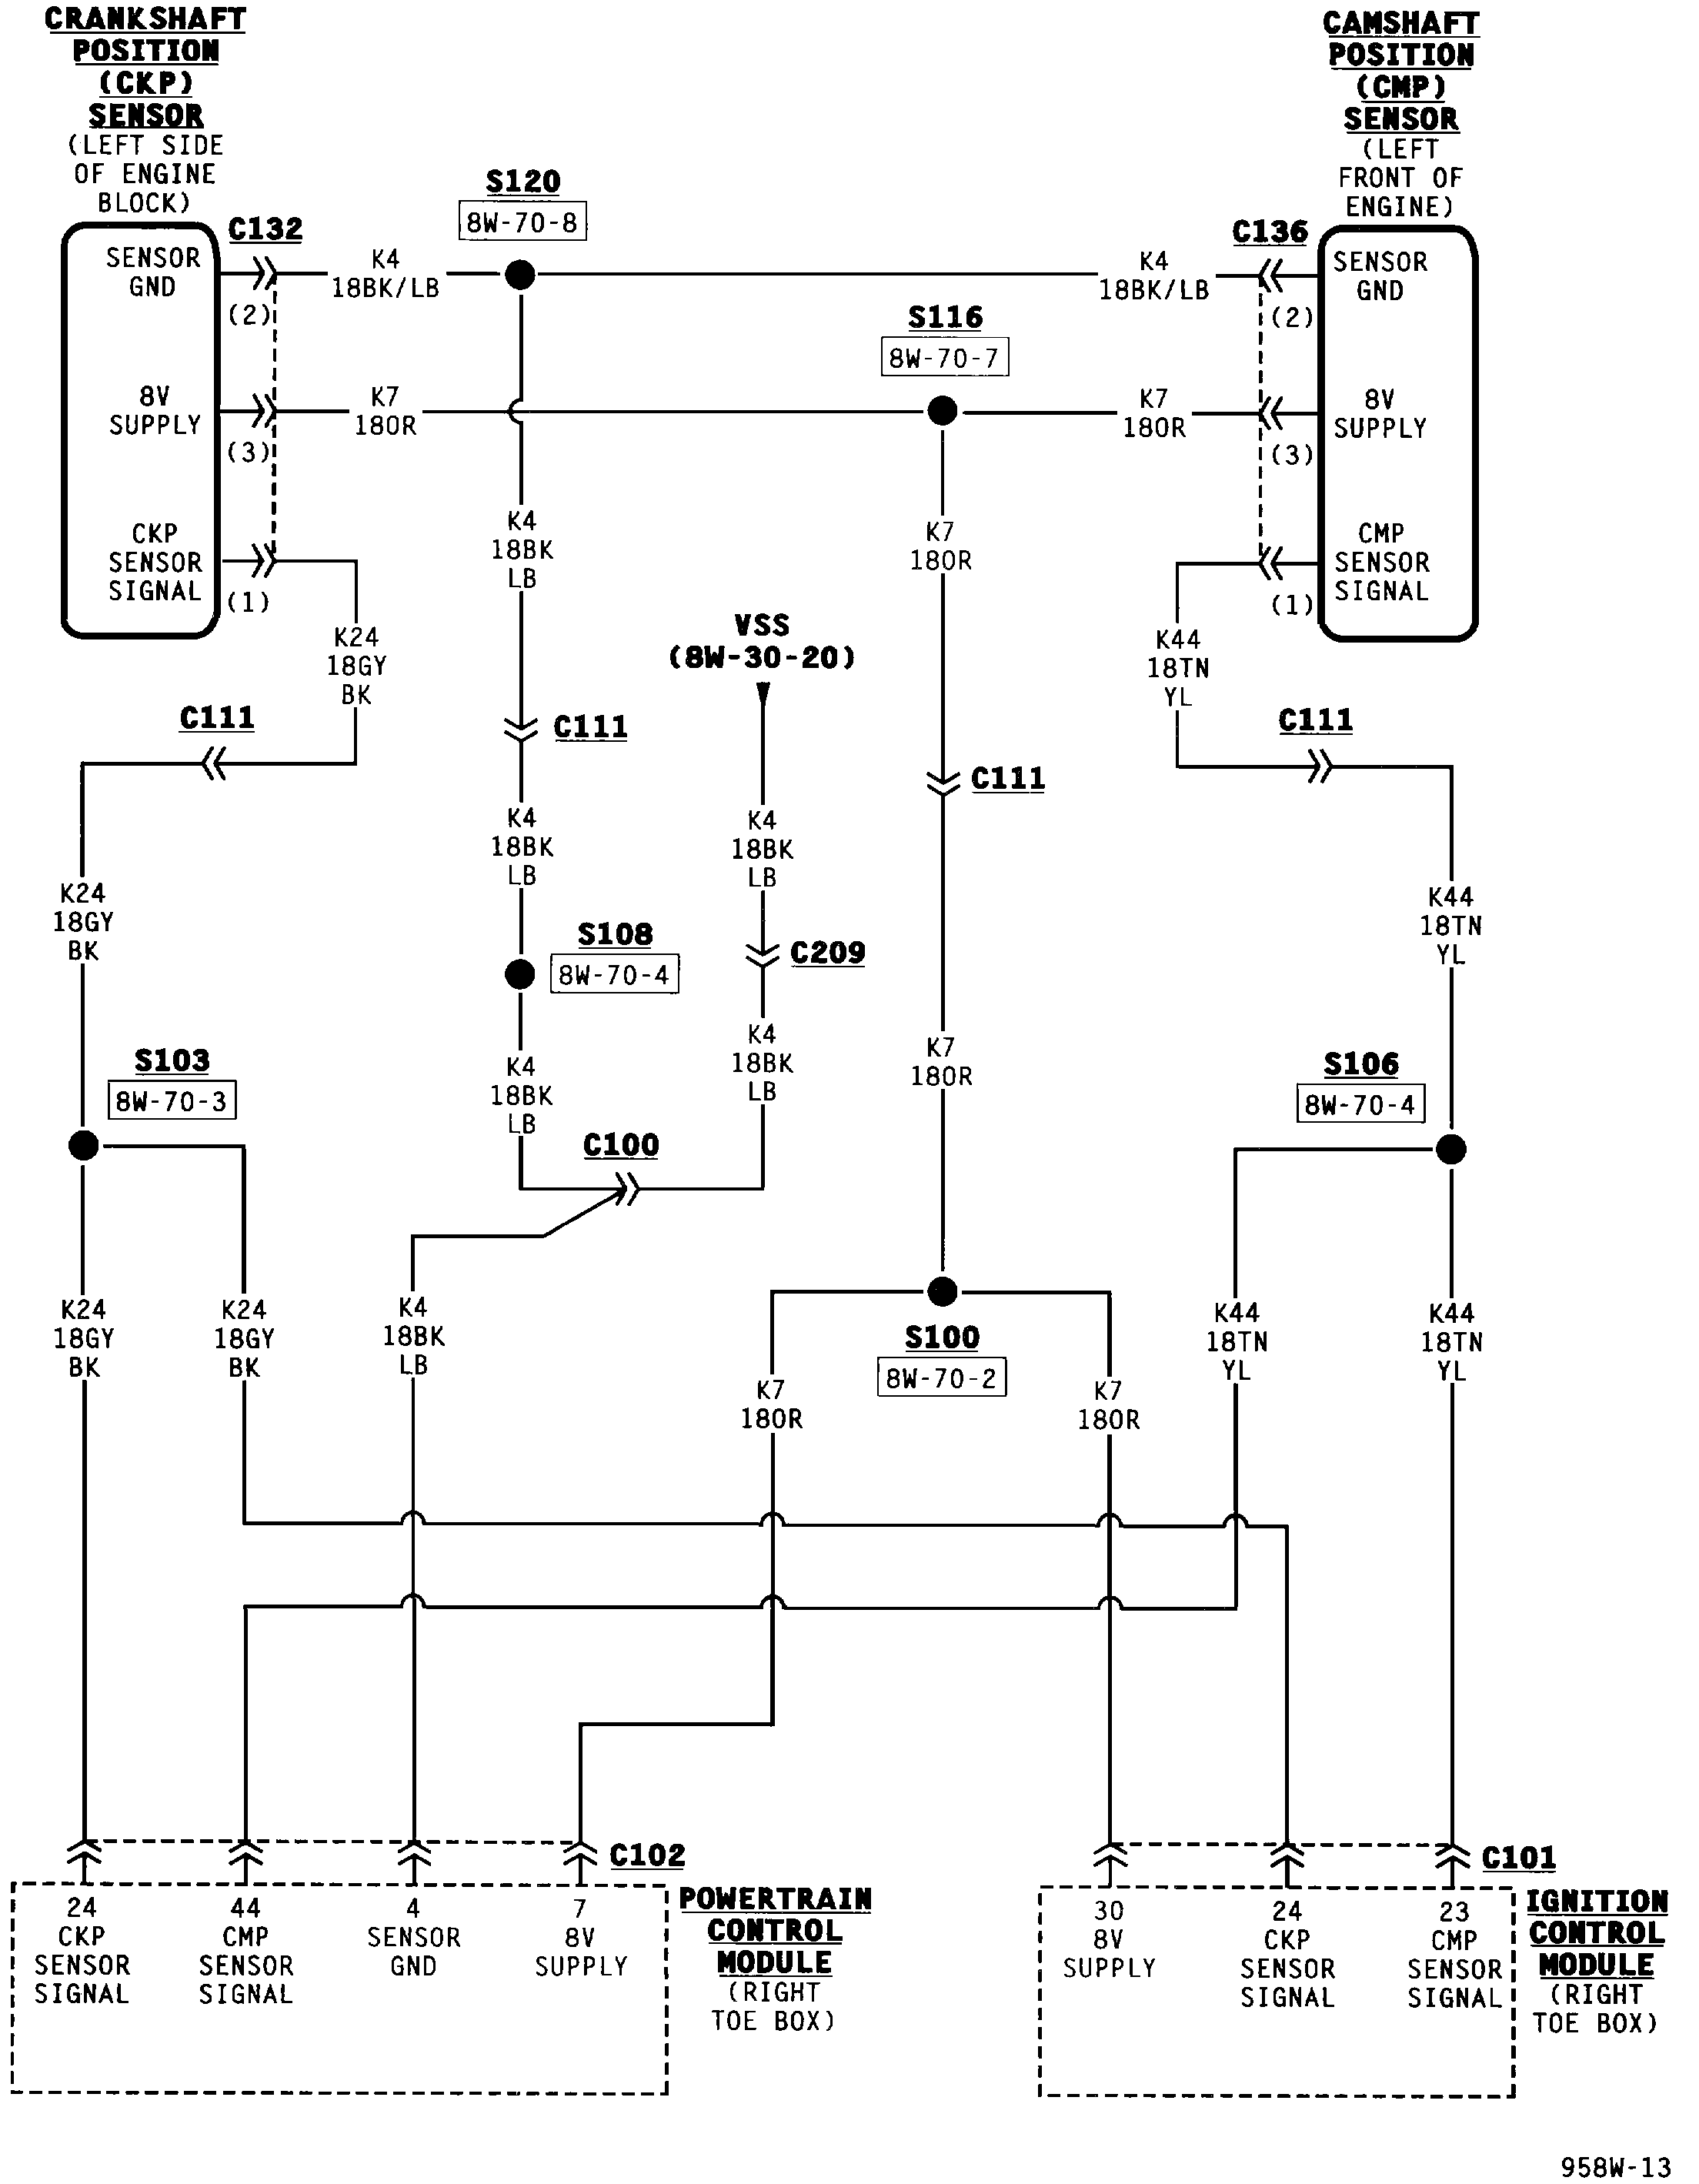 CRANKSHAFT
POSITION
(CKP)
SENSOR
(LEFT SIDE
OF ENGINE
BLOCK)
CAMSHAFT
POSITION
(CMP)
SENSOR
(LEFT
FRONT OF
ENGINE)
S120
8W-70-8
C132
C136
SENSOR
GND
(2)
K4
18BK/LB
K4
18BK/LB
SENSOR
GND
(2)
S116
8W-70-7
8V
SUPPLY
(3)
K7
18OR
K7
18OR
8V
SUPPLY
(3)
CKP
SENSOR
SIGNAL
(1)
K4
18BK
LB
K7
18OR
CMP
SENSOR
SIGNAL
(1)
K24
18GY
BK
VSS
(8W-30-20)
K44
18TN
YL
C111
C111
C111
C111
K24
18GY
BK
K4
18BK
LB
K4
18BK
LB
K44
18TN
YL
S108
8W-70-4
C209
S103
8W-70-3
K4
18BK
LB
K4
18BK
LB
K7
18OR
S106
8W-70-4
C100
K24
18GY
BK
K24
18GY
BK
K4
18BK
LB
S100
8W-70-2
K7
18OR
K7
18OR
K44
18TN
YL
K44
18TN
YL
C102
C101
24
CKP
SENSOR
SIGNAL
44
CMP
SENSOR
SIGNAL
4
SENSOR
GND
7
8V
SUPPLY
POWERTRAIN
CONTROL
MODULE
(RIGHT
TOE BOX)
30
8V
SUPPLY
24
CKP
SENSOR
SIGNAL
23
CMP
SENSOR
SIGNAL
IGNITION
CONTROL
MODULE
(RIGHT
TOE BOX)
958W-13